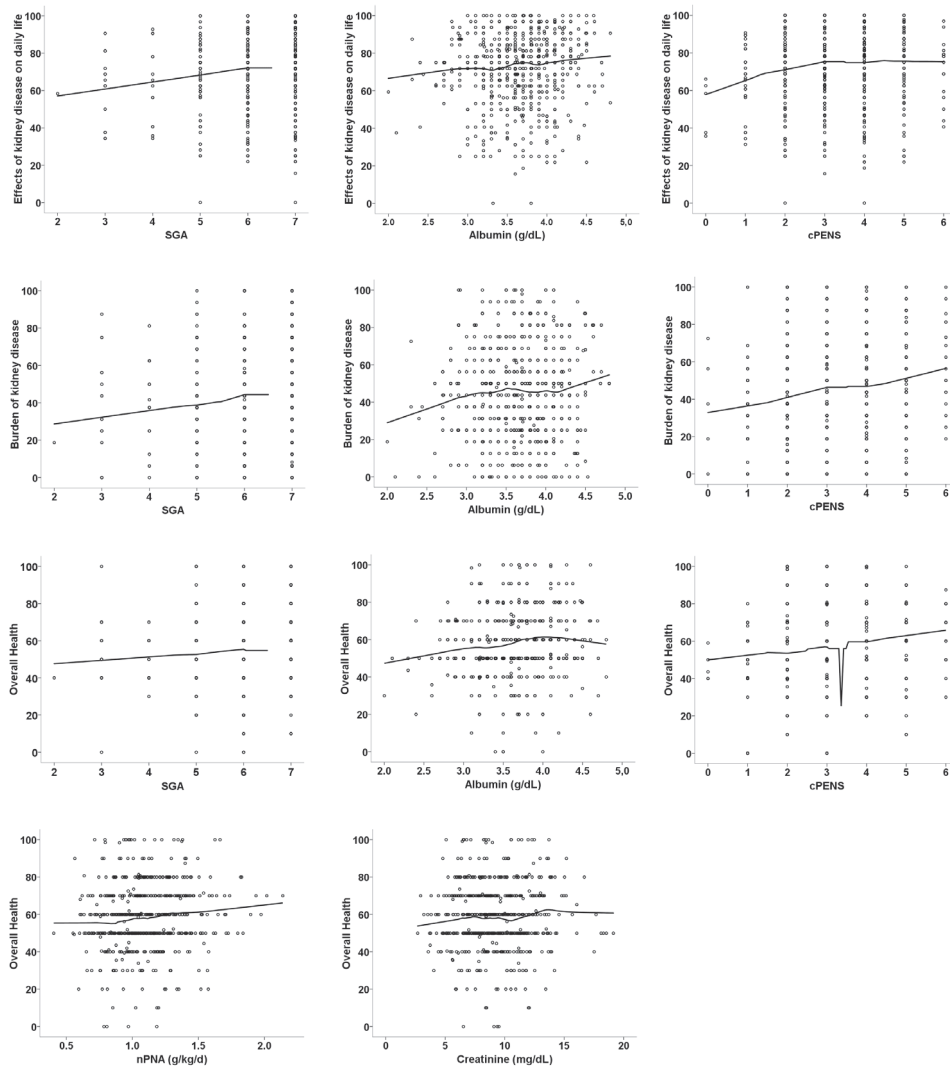 Effects of kidney disease on daily life
100
80
60
40
20
0
2 3 4 5 6 7
SGA
Effects of kidney disease on daily life
100
80
60
40
20
0
2.0 2.5 3.0 3.5 4.0 4.5 5,0
Albumin (g/dL)
Effects of kidney disease on daily life
100
80
60
40
20
0
0 1 2 3 4 5 6
cPENS
Burden of kidney disease
100
80
60
40
20
0
2 3 4 5 6 7
SGA
Burden of kidney disease
100
80
60
40
20
0
2.0 2.5 3.0 3.5 4.0 4.5 5.0
Albumin (g/dL)
Burden of kidney disease
100
80
60
40
20
0
0 1 2 3 4 5 6
cPENS
Overall Health
100
80
60
40
20
0
2 3 4 5 6 7
SGA
Overall Health
100
80
60
40
20
0
2.0 2.5 3.0 3.5 4.0 4.5 5,0
Albumin (g/dL)
Overall Health
100
80
60
40
20
0
0 1 2 3 4 5 6
cPENS
Overall Health
100
80
60
40
20
0
0.5 1.0 1.5 2.0
nPNA (g/kg/d)
Overall Health
100
80
60
40
20
0
0 5 10 15 20
Creatinine (mg/dL)